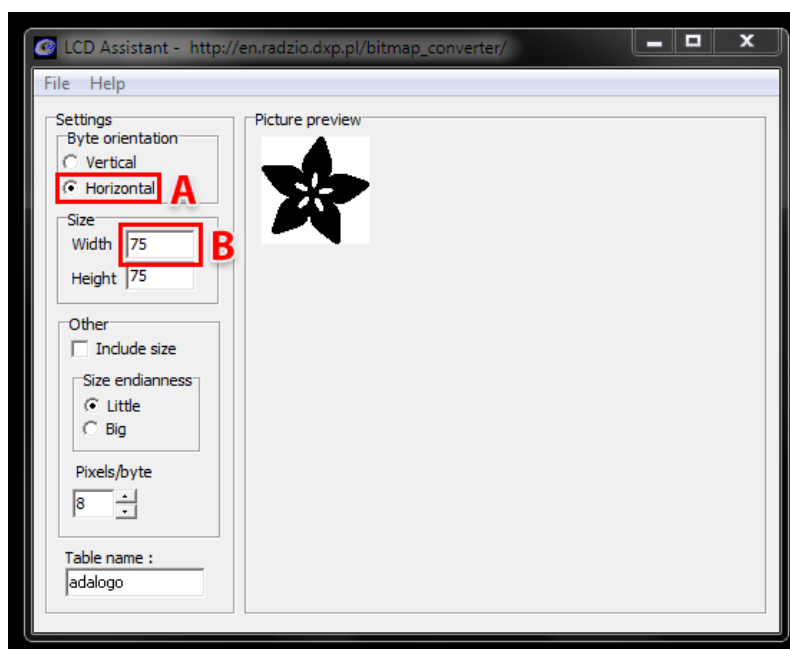 LCD Assistant - http://en.radzio.dxp.pl/bitmap_converter/
File Help
Settings
Byte orientation
Vertical
Horizontal A
Size
Width 75 B
Height 75
Other
Include size
Size endianness
Little
Big
Pixels/byte
8
Table name :
adalogo
Picture preview